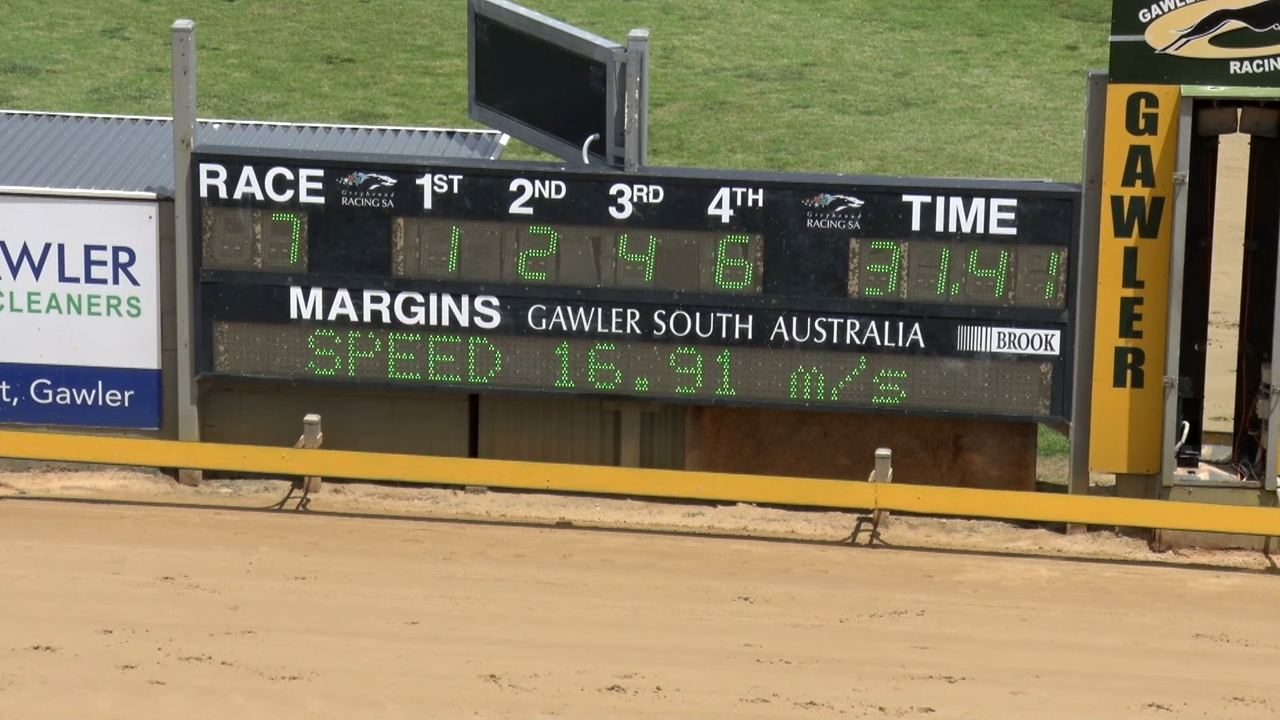 GAWLER
RACIN
GAWLER
RACE
Greyhound
RACING SA
1ST 2ND 3RD 4TH
Greyhound
RACING SA
TIME
7 1 2 4 6 31.41
MARGINS GAWLER SOUTH AUSTRALIA BROOK
SPEED 16.91 m/s
AWLER
CLEANERS
t, Gawler